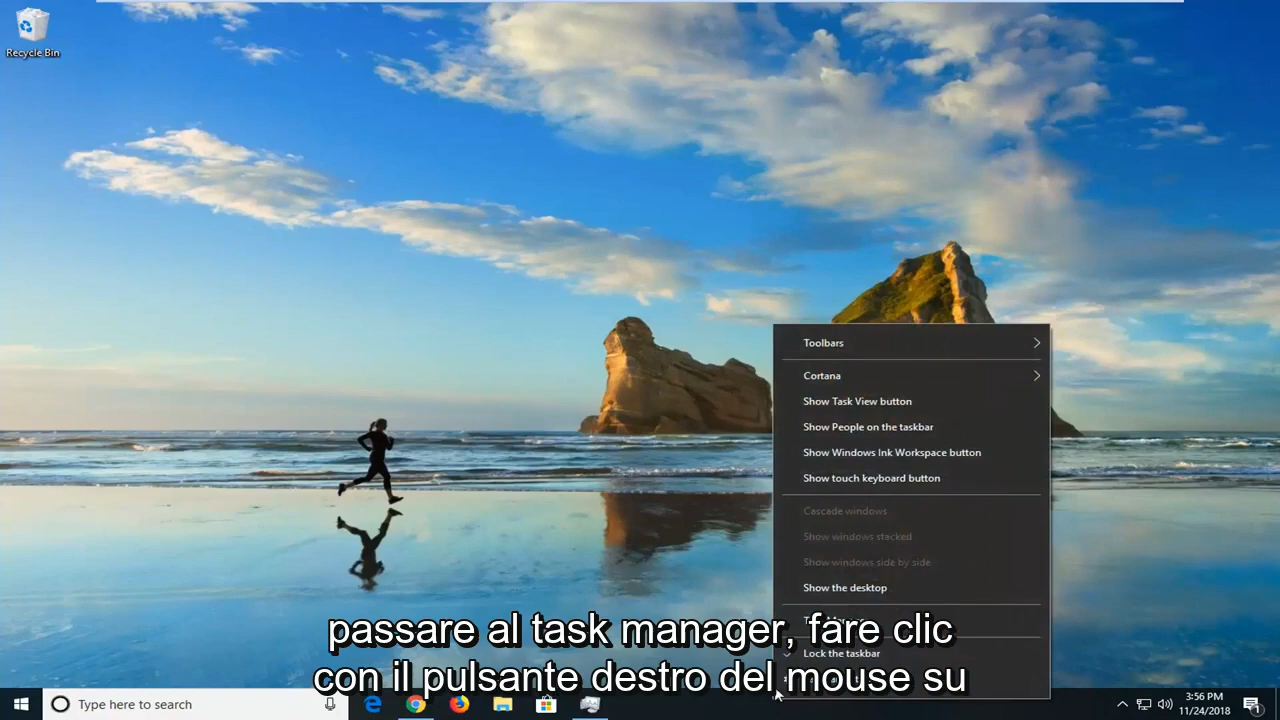 Recycle Bin
Toolbars
Cortana
Show Task View button
Show People on the taskbar
Show Windows Ink Workspace button
Show touch keyboard button
Cascade windows
Show windows stacked
Show windows side by side
Show the desktop
passare al task manager, fare clic
Lock the taskbar
con il pulsante destro del mouse su
Type here to search
3:56 PM
11/24/2018
1